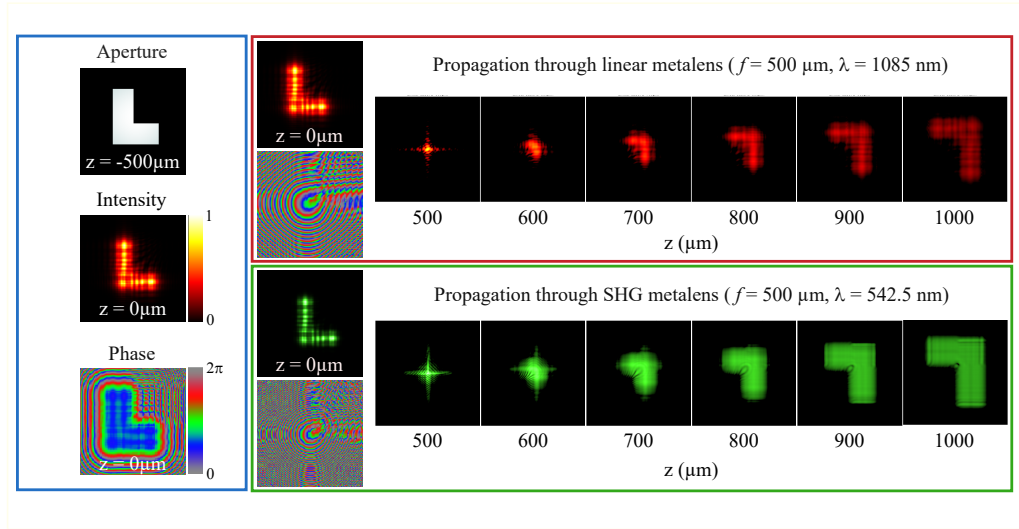 Aperture
z = -500µm
Intensity
1
z = 0µm
0
Phase
2π
z = 0µm
0
z = 0µm
Propagation through linear metalens ( f = 500 µm, λ = 1085 nm)
500 600 700 800 900 1000
z (µm)
z = 0µm
Propagation through SHG metalens ( f = 500 µm, λ = 542.5 nm)
500 600 700 800 900 1000
z (µm)